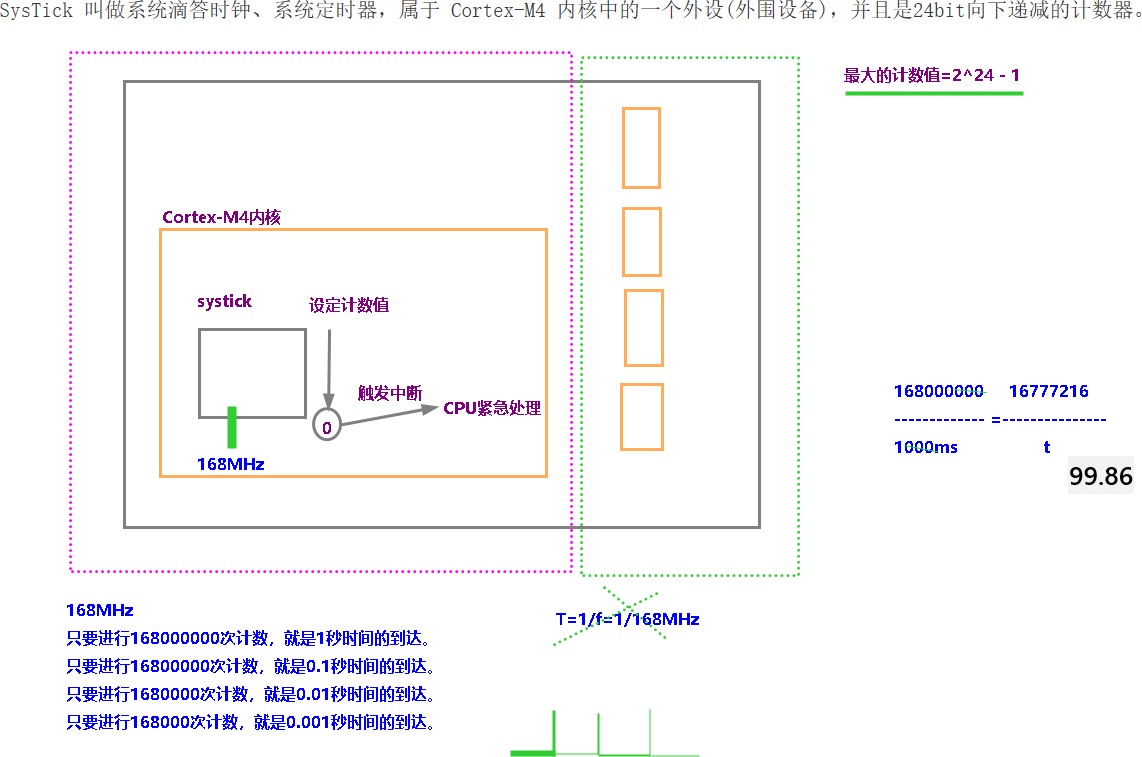 SysTick 叫做系统滴答时钟、系统定时器，属于 Cortex-M4 内核中的一个外设(外围设备)，并且是24bit向下递减的计数器。
最大的计数值=2^24 - 1
Cortex-M4内核
systick
设定计数值
触发中断
CPU紧急处理
0
168MHz
168000000 16777216
------------- =---------------
1000ms t
99.86
168MHz
只要进行168000000次计数，就是1秒时间的到达。
只要进行16800000次计数，就是0.1秒时间的到达。
只要进行1680000次计数，就是0.01秒时间的到达。
只要进行168000次计数，就是0.001秒时间的到达。
T=1/f=1/168MHz